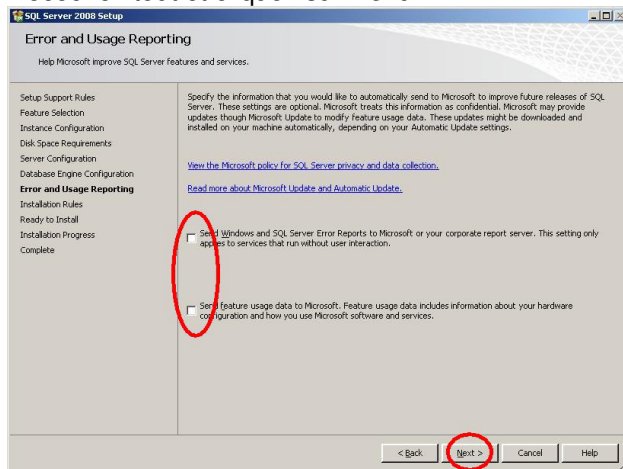 SQL Server 2008 Setup
Error and Usage Reporting
Help Microsoft improve SQL Server features and services.
Setup Support Rules
Feature Selection
Instance Configuration
Disk Space Requirements
Server Configuration
Database Engine Configuration
Error and Usage Reporting
Installation Rules
Ready to Install
Installation Progress
Complete
Specify the information that you would like to automatically send to Microsoft to improve future releases of SQL
Server. These settings are optional. Microsoft treats this information as confidential. Microsoft may provide
updates though Microsoft Update to modify feature usage data. These updates might be downloaded and
installed on your machine automatically, depending on your Automatic Update settings.
View the Microsoft policy for SQL Server privacy and data collection.
Read more about Microsoft Update and Automatic Update.
Send Windows and SQL Server Error Reports to Microsoft or your corporate report server. This setting only
applies to services that run without user interaction.
Send feature usage data to Microsoft. Feature usage data includes information about your hardware
configuration and how you use Microsoft software and services.
< Back
Next >
Cancel
Help